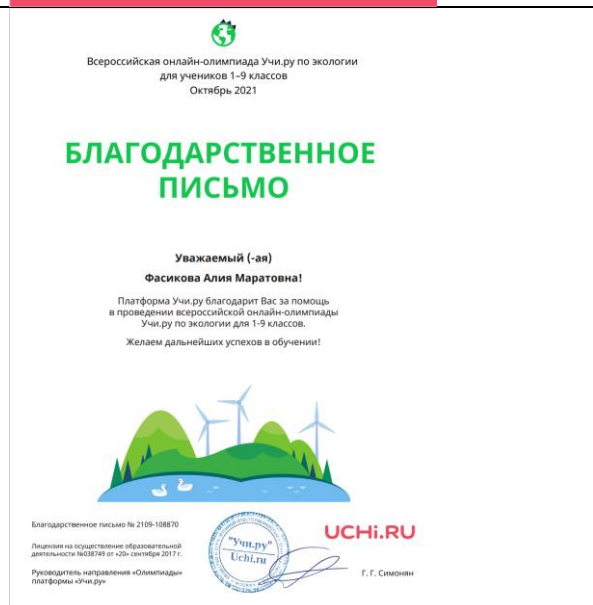 Всероссийская онлайн-олимпиада Учи.ру по экологии
для учеников 1–9 классов
Октябрь 2021
БЛАГОДАРСТВЕННОЕ
ПИСЬМО
Уважаемый (-ая)
Фасикова Алия Маратовна!
Платформа Учи.ру благодарит Вас за помощь
в проведении всероссийской онлайн-олимпиады
Учи.ру по экологии для 1-9 классов.
Желаем дальнейших успехов в обучении!
Благодарственное письмо № 2109-108870
Лицензия на осуществление образовательной
деятельности №038749 от «20» сентября 2017 г.
Руководитель направления «Олимпиады»
платформы «Учи.ру»
"Учи.ру"
Uchi.ru
UCHi.RU
Г. Г. Симонян